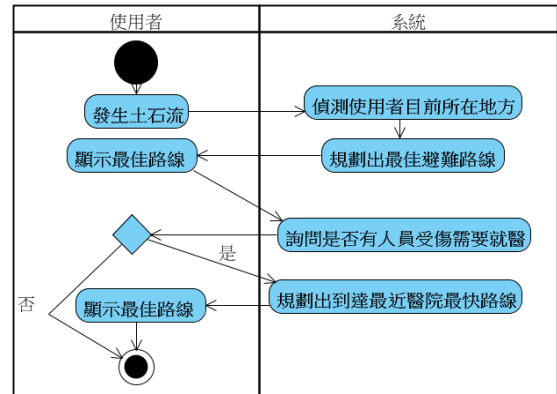 使用者
系統
發生土石流
偵測使用者目前所在地方
顯示最佳路線
規劃出最佳避難路線
詢問是否有人員受傷需要就醫
是
否
顯示最佳路線
規劃出到達最近醫院最快路線